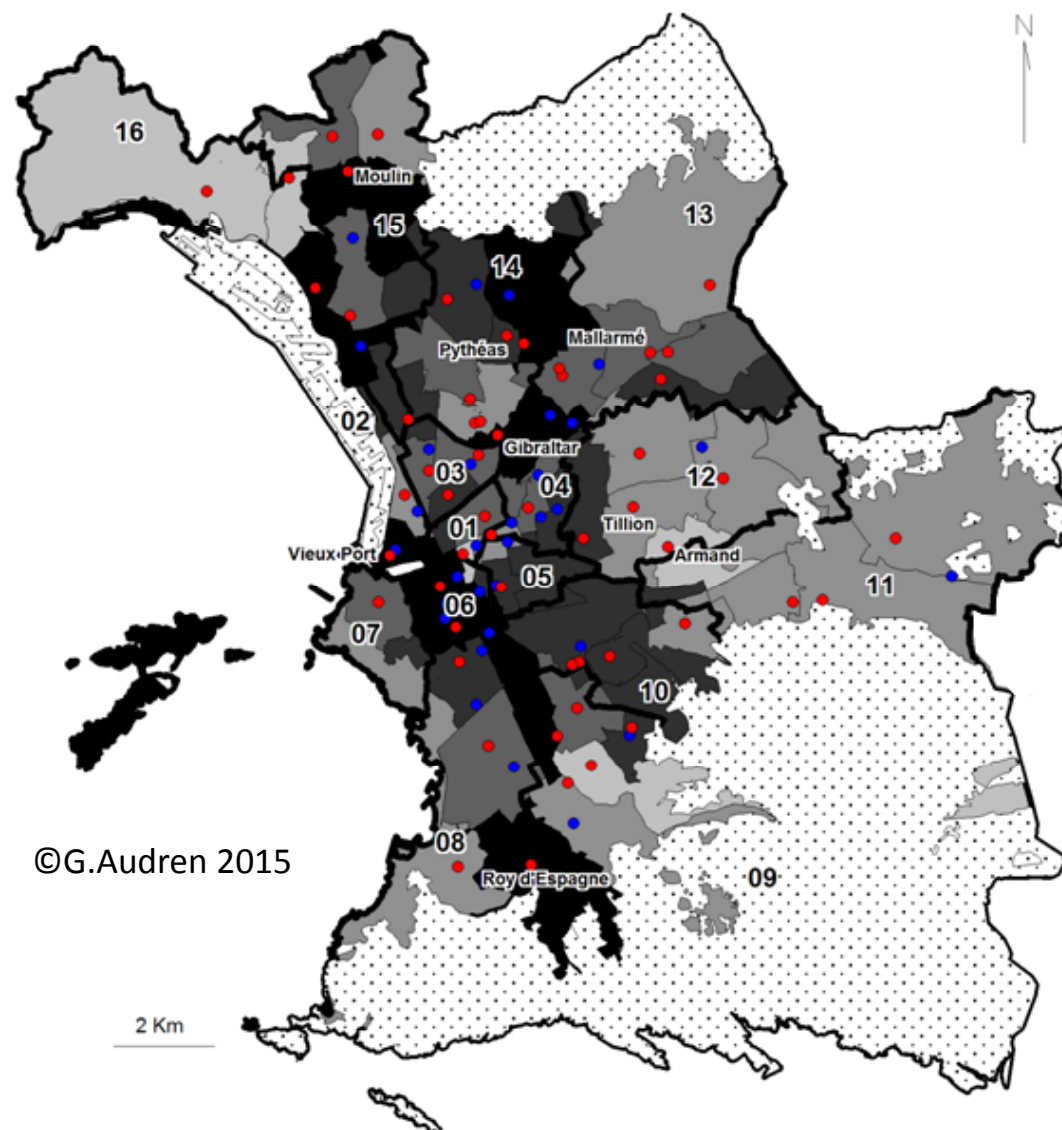 N
16
Moulin
13
15
14
Mallarmé
Pythéas
02
Gibraltar
03
12
04
01
Tillion
Vieux Port
Armand
05
11
06
07
10
08
©G.Audren 2015
Roy d'Espagne
09
2 Km